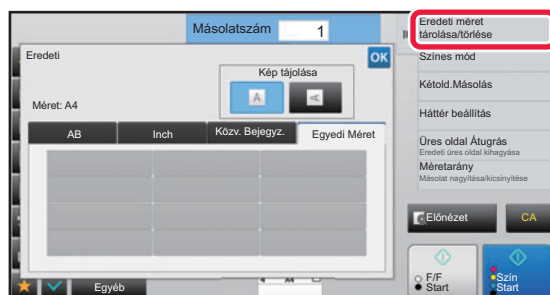 Másolatszám
1
Eredeti
OK
Kép tájolása
A
A
Méret: A4
AB
Inch
Közv. Bejegyz.
Egyedi Méret
Egyéb
A4
Eredeti méret
tárolása/törlése
Színes mód
Kétold.Másolás
Háttér beállítás
Üres oldal Átugrás
Eredeti üres oldal kihagyása
Méretarány
Másolat nagyítása/kicsinyítése
Előnézet
CA
F/F
Start
Szín
Start